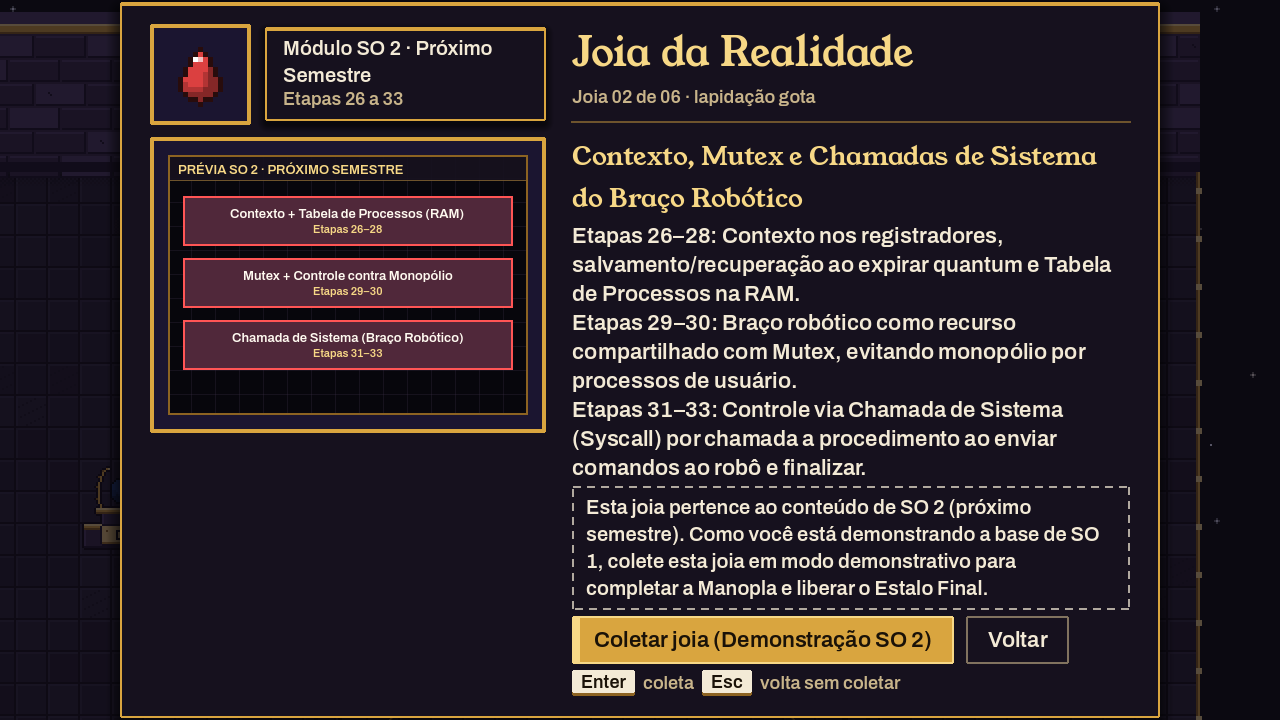 Módulo SO 2 · Próximo
Semestre
Etapas 26 a 33
PRÉVIA SO 2 · PRÓXIMO SEMESTRE
Contexto + Tabela de Processos (RAM)
Etapas 26–28
Mutex + Controle contra Monopólio
Etapas 29–30
Chamada de Sistema (Braço Robótico)
Etapas 31–33
Joia da Realidade
Joia 02 de 06 · lapidação gota
Contexto, Mutex e Chamadas de Sistema
do Braço Robótico
Etapas 26–28: Contexto nos registradores,
salvamento/recuperação ao expirar quantum e Tabela
de Processos na RAM.
Etapas 29–30: Braço robótico como recurso
compartilhado com Mutex, evitando monopólio por
processos de usuário.
Etapas 31–33: Controle via Chamada de Sistema
(Syscall) por chamada a procedimento ao enviar
comandos ao robô e finalizar.
Esta joia pertence ao conteúdo de SO 2 (próximo
semestre). Como você está demonstrando a base de SO
1, colete esta joia em modo demonstrativo para
completar a Manopla e liberar o Estalo Final.
Coletar joia (Demonstração SO 2)
Voltar
Enter coleta Esc volta sem coletar